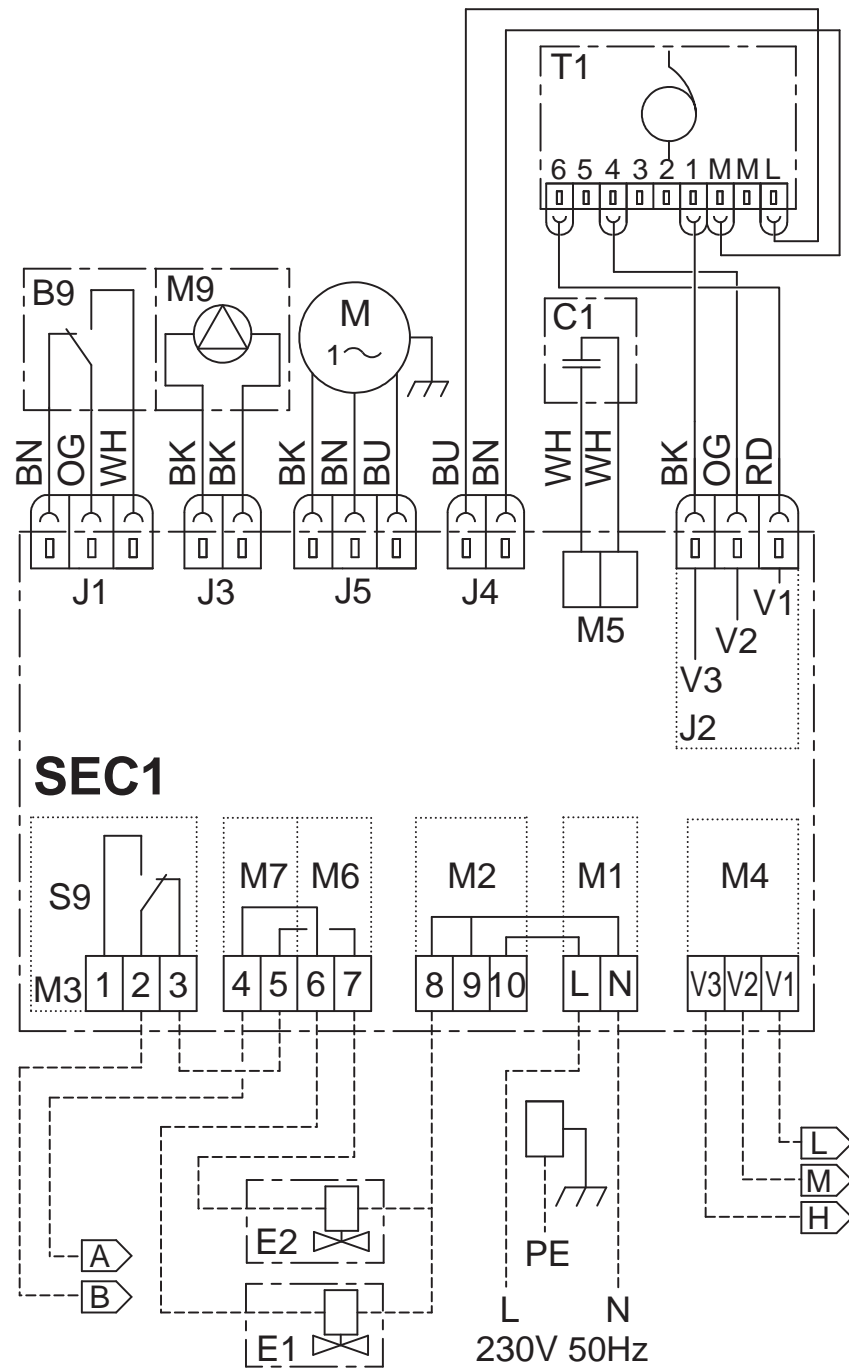 T1
6 5 4 3 2 1 M M L
B9
M9
M
1~
C1
BN OG WH
BK BK
BK BN BU
BU BN
WH WH
BK OG RD
J1
J3
J5
J4
M5
V1
V2
V3
J2
SEC1
S9
M7
M6
M2
M1
M4
M3
1 2 3
4 5 6 7
8 9 10
L N
V3 V2 V1
L
M
H
A
B
E2
E1
PE
L N
230V 50Hz